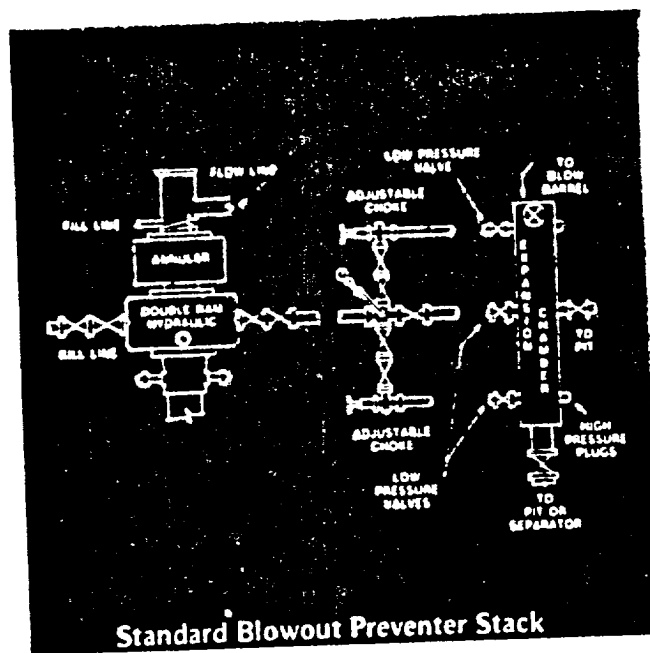 FLOW LINE
FILL LINE
ANNULAR
DOUBLE RAM
HYDRAULIC
KILL LINE
ADJUSTABLE
CHOKE
ADJUSTABLE
CHOKE
LOW PRESSURE
VALVE
TO
BLOW
BARREL
EXPANSION
CHAMBER
TO
PIT
HIGH
PRESSURE
PLUGS
LOW
PRESSURE
VALVES
TO
PIT OR
SEPARATOR
Standard Blowout Preventer Stack